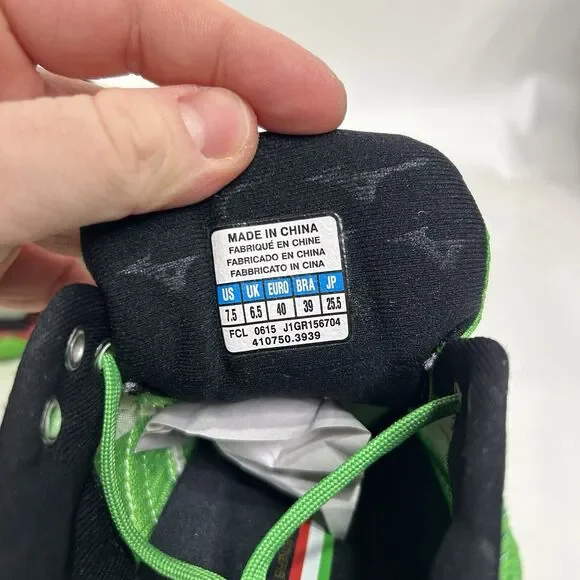 MADE IN CHINA
FABRIQUÉ EN CHINE
FABRICADO EN CHINA
FABBRICATO IN CINA
US UK EURO BRA JP
7.5 6.5 40 39 25.5
FCL 0615 J1GR156704
410750.3939